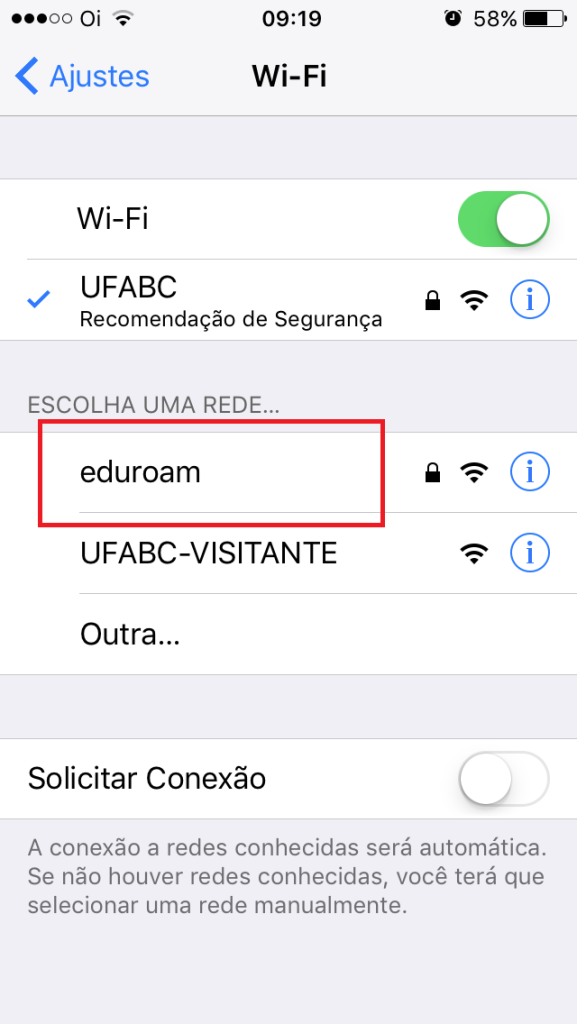 Oi 09:19 58%
Ajustes Wi-Fi
Wi-Fi
UFABC
Recomendação de Segurança
ESCOLHA UMA REDE...
eduroam
UFABC-VISITANTE
Outra...
Solicitar Conexão
A conexão a redes conhecidas será automática.
Se não houver redes conhecidas, você terá que
selecionar uma rede manualmente.